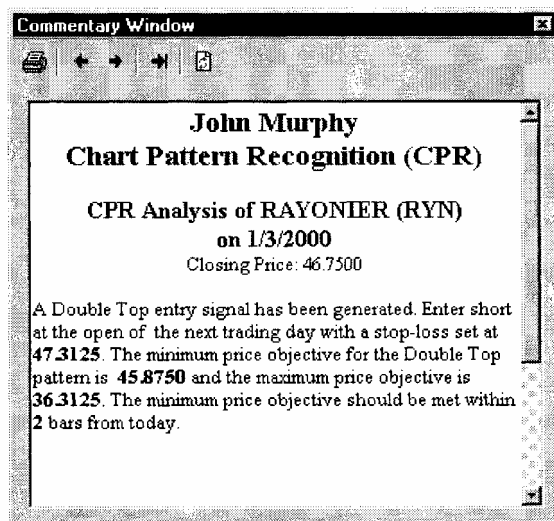 Commentary Window
John Murphy
Chart Pattern Recognition (CPR)
CPR Analysis of RAYONIER (RYN)
on 1/3/2000
Closing Price: 46.7500
A Double Top entry signal has been generated. Enter short
at the open of the next trading day with a stop-loss set at
47.3125. The minimum price objective for the Double Top
pattern is 45.8750 and the maximum price objective is
36.3125. The minimum price objective should be met within
2 bars from today.